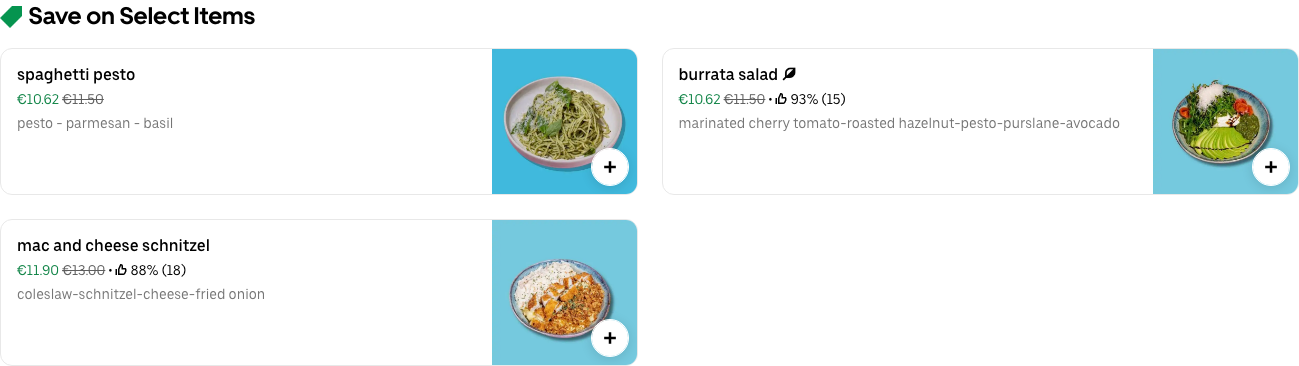 Save on Select Items
spaghetti pesto
€10.62 €11.50
pesto - parmesan - basil
burrata salad
€10.62 €11.50 • 93% (15)
marinated cherry tomato-roasted hazelnut-pesto-purslane-avocado
mac and cheese schnitzel
€11.90 €13.00 • 88% (18)
coleslaw-schnitzel-cheese-fried onion